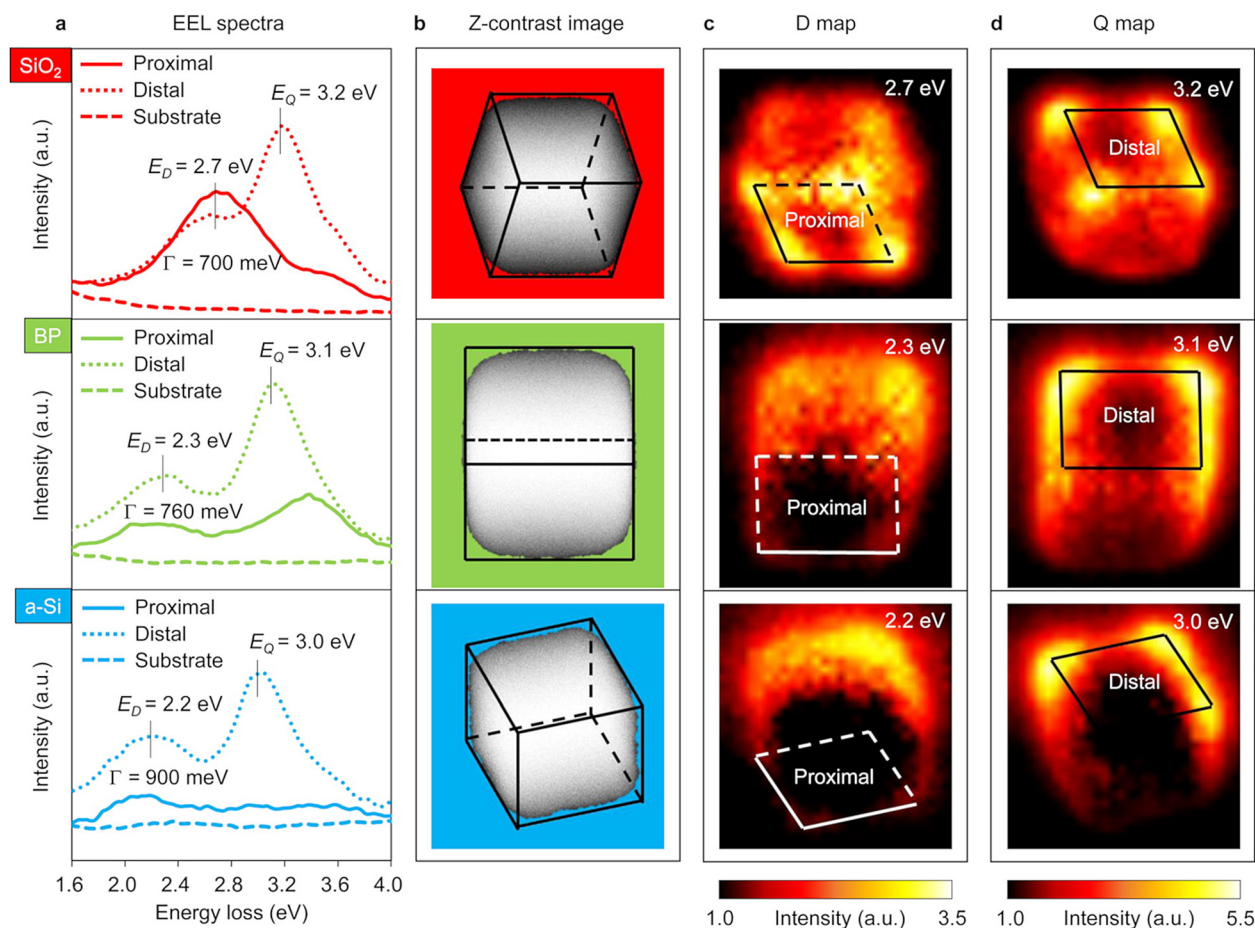 a EEL spectra b Z-contrast image c D map d Q map
SiO2
Proximal
Distal
Substrate
EQ = 3.2 eV
ED = 2.7 eV
Γ = 700 meV
Intensity (a.u.)
2.7 eV
Proximal
3.2 eV
Distal
BP
Proximal
Distal
Substrate
EQ = 3.1 eV
ED = 2.3 eV
Γ = 760 meV
Intensity (a.u.)
2.3 eV
Proximal
3.1 eV
Distal
a-Si
Proximal
Distal
Substrate
EQ = 3.0 eV
ED = 2.2 eV
Γ = 900 meV
Intensity (a.u.)
2.2 eV
Proximal
3.0 eV
Distal
1.6 2.0 2.4 2.8 3.2 3.6 4.0
Energy loss (eV)
1.0 Intensity (a.u.) 3.5
1.0 Intensity (a.u.) 5.5